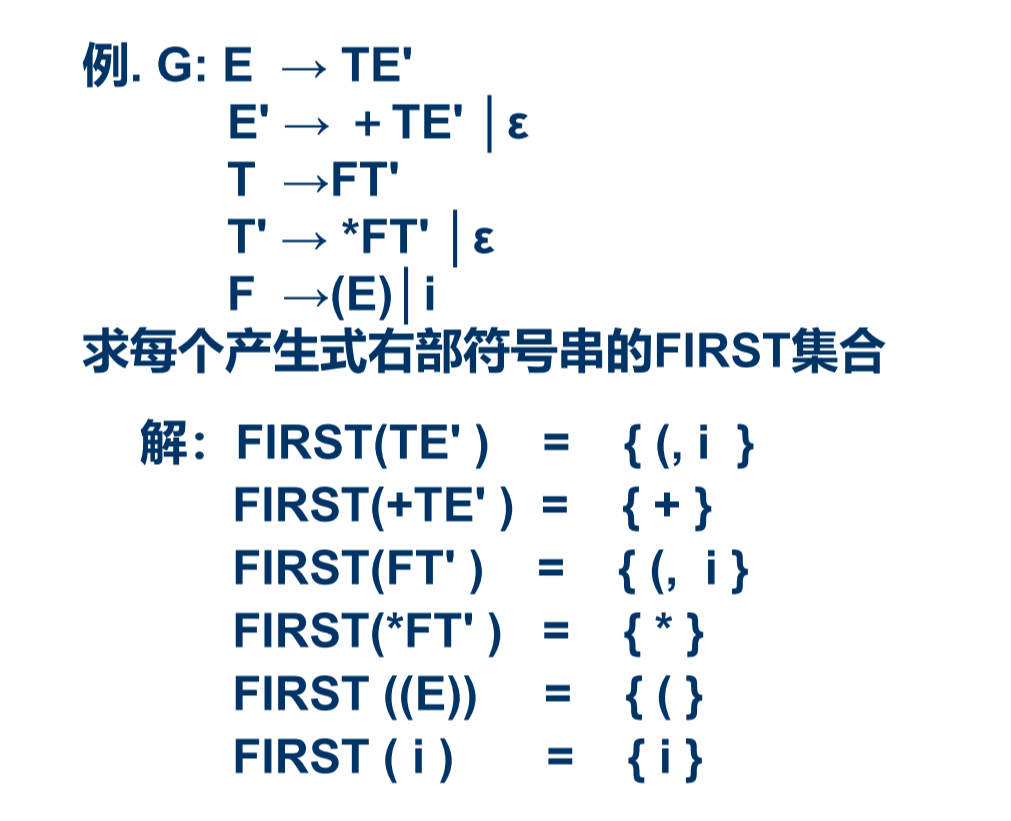 例. G: E → TE'
E' → + TE' | ε
T →FT'
T' → *FT' | ε
F →(E)| i
求每个产生式右部符号串的FIRST集合
解：FIRST(TE' ) = { (, i }
FIRST(+TE' ) = { + }
FIRST(FT' ) = { (, i }
FIRST(*FT' ) = { * }
FIRST ((E)) = { ( }
FIRST ( i ) = { i }